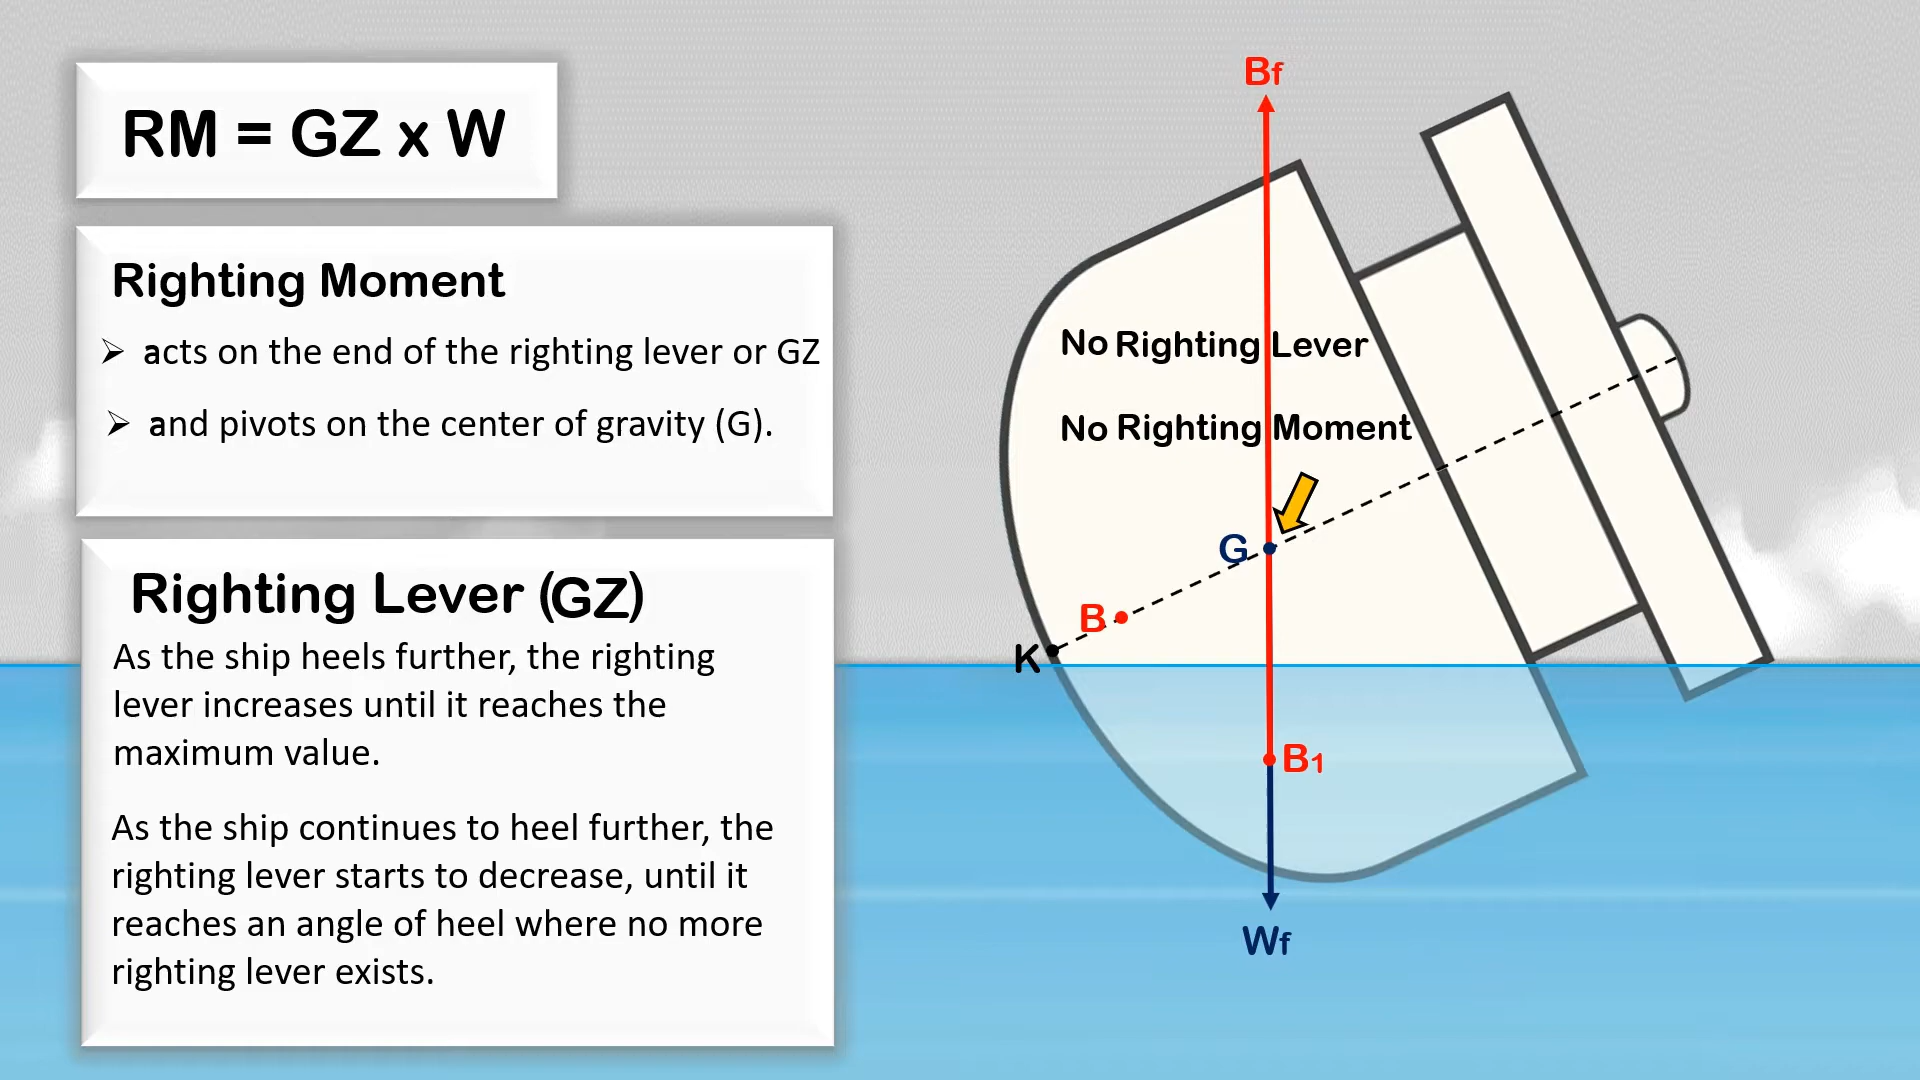 RM = GZ x W
Righting Moment
➢ acts on the end of the righting lever or GZ
➢ and pivots on the center of gravity (G).
Righting Lever (GZ)
As the ship heels further, the righting
lever increases until it reaches the
maximum value.
As the ship continues to heel further, the
righting lever starts to decrease, until it
reaches an angle of heel where no more
righting lever exists.
Bf
No Righting Lever
No Righting Moment
G
B
K
B1
Wf